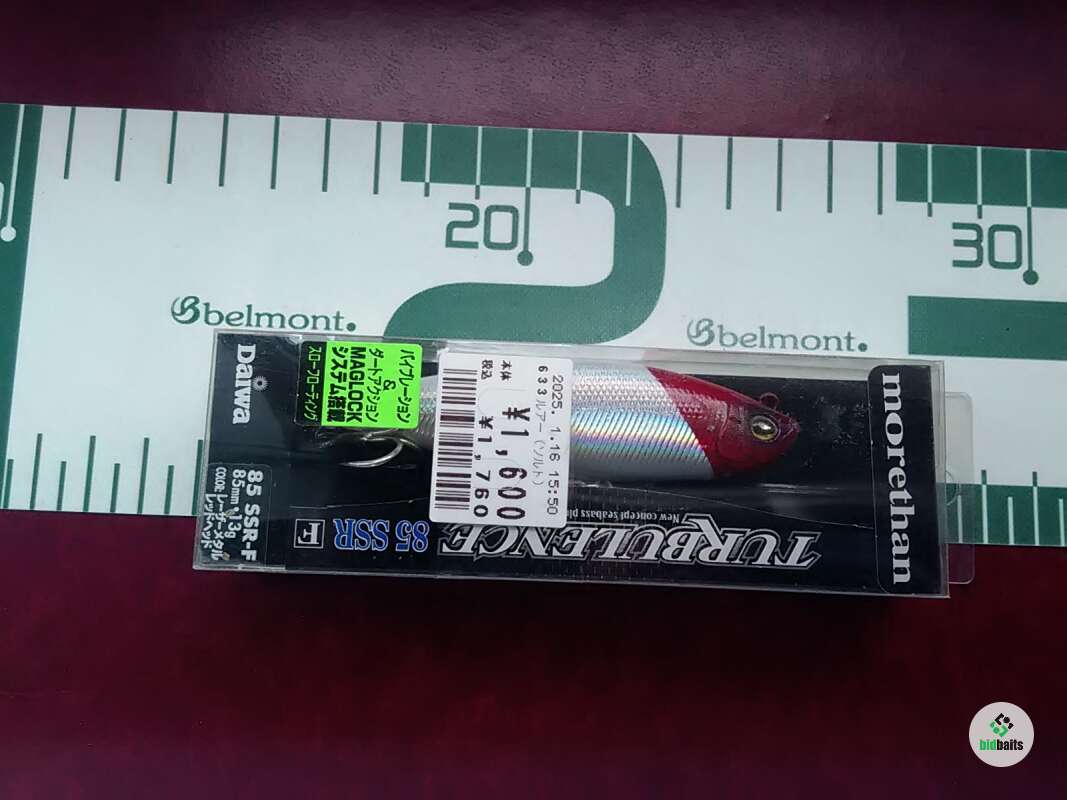 20
30
belmont.
belmont.
DAIWA
バイブレーション
&
ダートアクション
MAGLOCK
システム搭載
スローフローティング
2025. 1.16 15:50
633ルアー(ソルト)
本体 ¥1,600
税込 ¥1,760
85 SSR-F
85mm 13g
COLOR: レーザーメタル
レッドヘッド
morethan
TURBULENCE 85 SSR F
New concept seabass
bidbaits